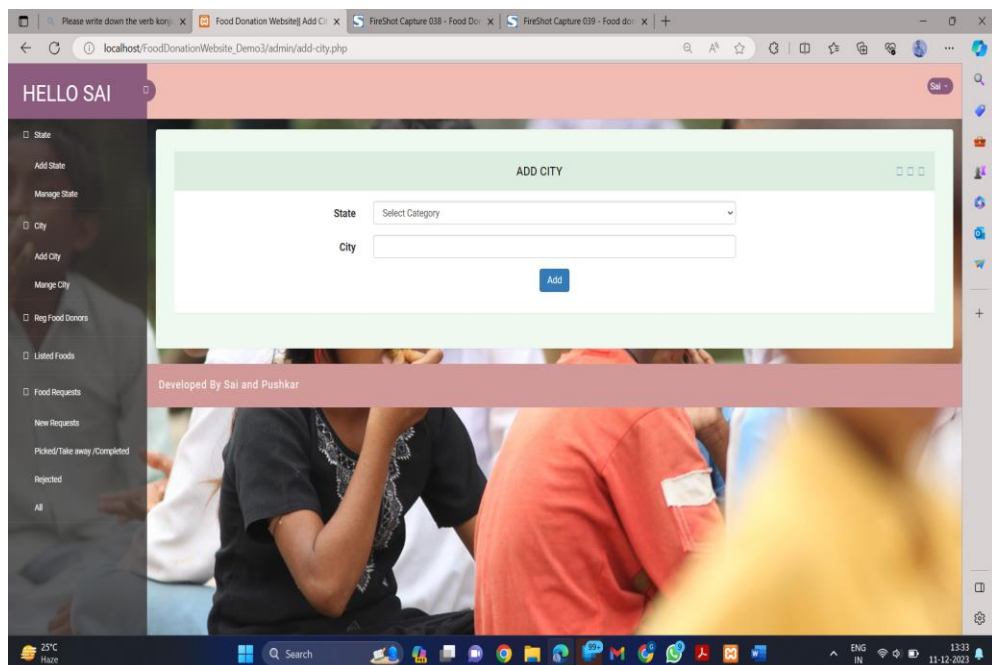 Please write down the verb konj
Food Donation Website|| Add Cit
FireShot Capture 038 - Food Don
FireShot Capture 039 - Food don
localhost/FoodDonationWebsite_Demo3/admin/add-city.php
HELLO SAI
Sai
State
Add State
Manage State
City
Add City
Mange City
Reg Food Donors
Listed Foods
Food Requests
New Requests
Picked/Take away /Completed
Rejected
All
ADD CITY
State
Select Category
City
Add
Developed By Sai and Pushkar
25°C
Haze
Search
99+
ENG
IN
13:33
11-12-2023